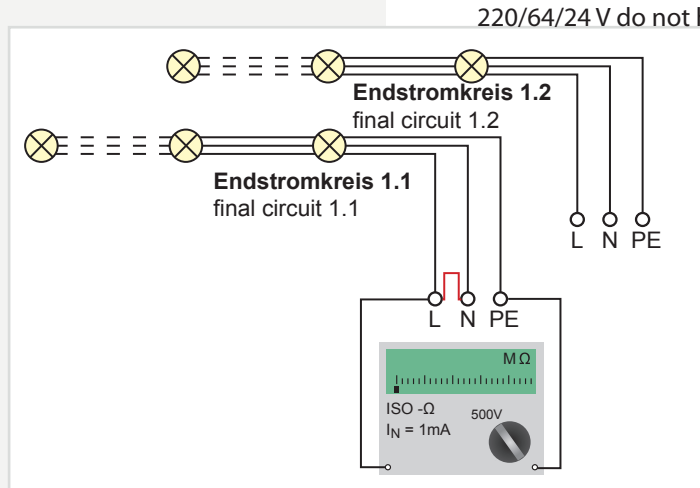 220/64/24 V do not
Endstromkreis 1.2
final circuit 1.2
Endstromkreis 1.1
final circuit 1.1
L N PE
L N PE
MΩ
ISO -Ω
500V
I_N = 1mA